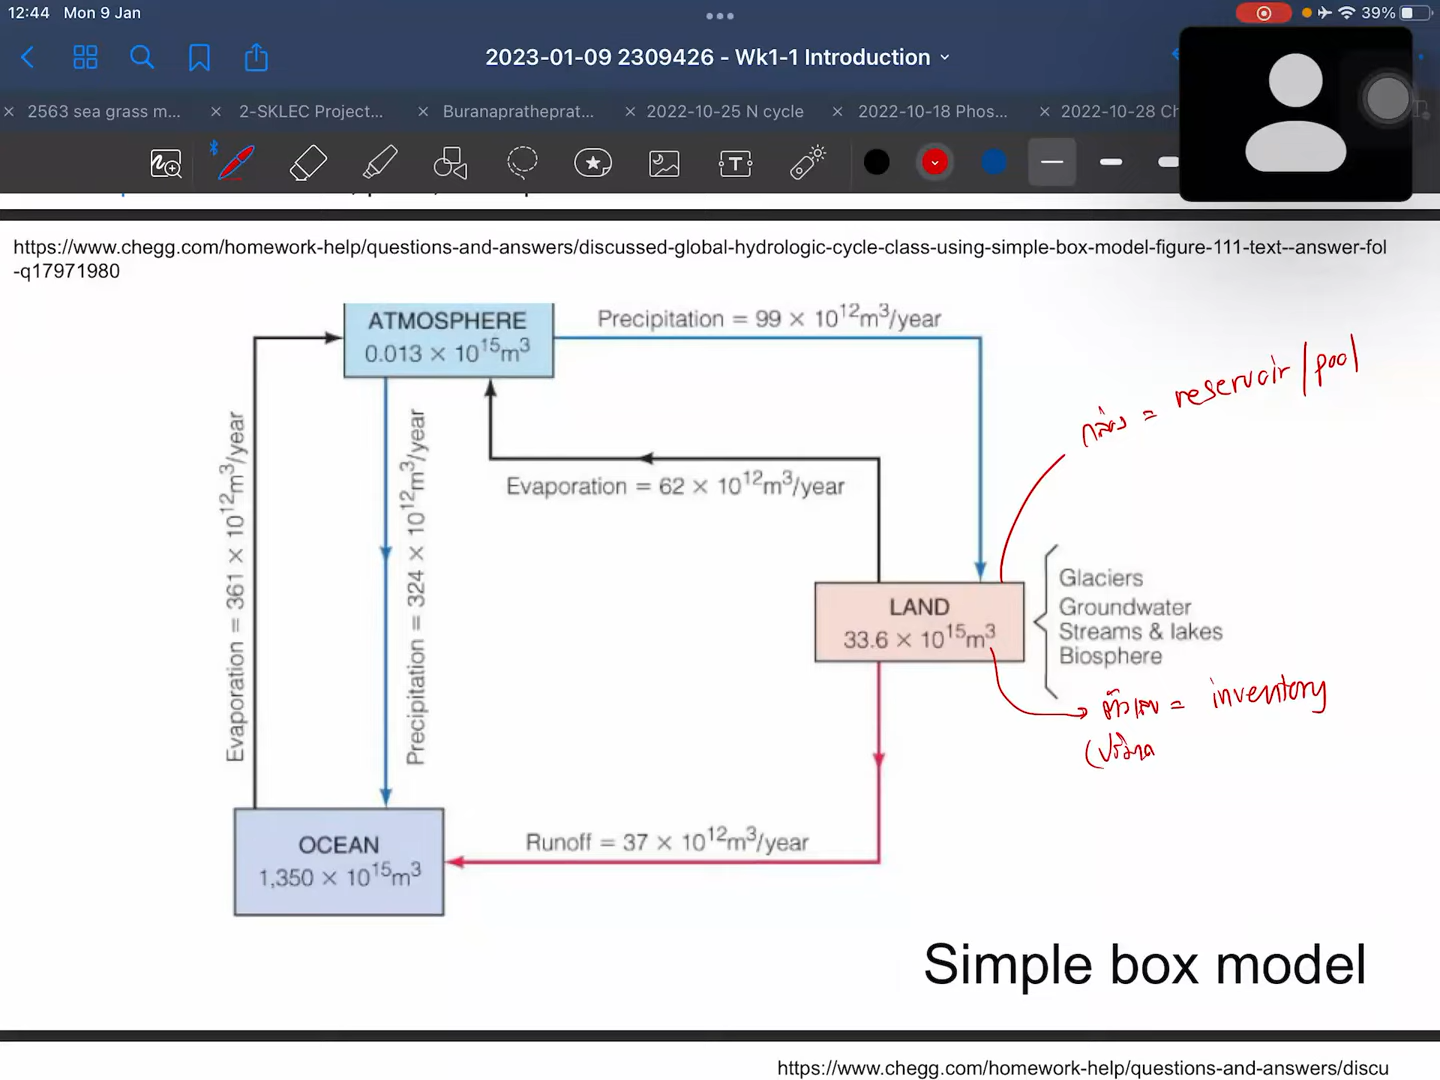 12:44 Mon 9 Jan
39%
2023-01-09 2309426 - Wk1-1 Introduction
2563 sea grass m...
2-SKLEC Project...
Buranapratheprat...
2022-10-25 N cycle
2022-10-18 Phos...
2022-10-28 Ch
https://www.chegg.com/homework-help/questions-and-answers/discussed-global-hydrologic-cycle-class-using-simple-box-model-figure-111-text--answer-fol
-q17971980
ATMOSPHERE
0.013 × 10¹⁵m³
Precipitation = 99 × 10¹²m³/year
กล่อง = reservoir/pool
Evaporation = 62 × 10¹²m³/year
Evaporation = 361 × 10¹²m³/year
Precipitation = 324 × 10¹²m³/year
LAND
33.6 × 10¹⁵m³
Glaciers
Groundwater
Streams & lakes
Biosphere
ตัวเลข = inventory
(ปริมาด
Runoff = 37 × 10¹²m³/year
OCEAN
1,350 × 10¹⁵m³
Simple box model
https://www.chegg.com/homework-help/questions-and-answers/discu